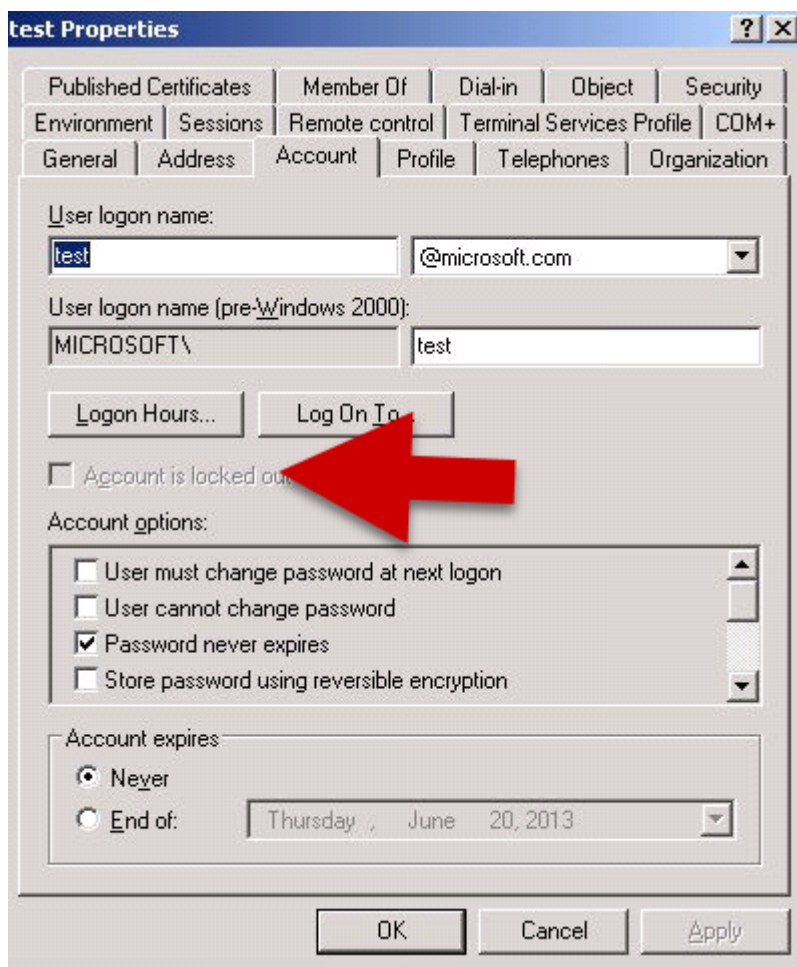 test Properties
Published Certificates Member Of Dial-in Object Security
Environment Sessions Remote control Terminal Services Profile COM+
General Address Account Profile Telephones Organization
User logon name:
test @microsoft.com
User logon name (pre-Windows 2000):
MICROSOFT\ test
Logon Hours... Log On To...
Account is locked out
Account options:
User must change password at next logon
User cannot change password
Password never expires
Store password using reversible encryption
Account expires
Never
End of: Thursday , June 20, 2013
OK Cancel Apply